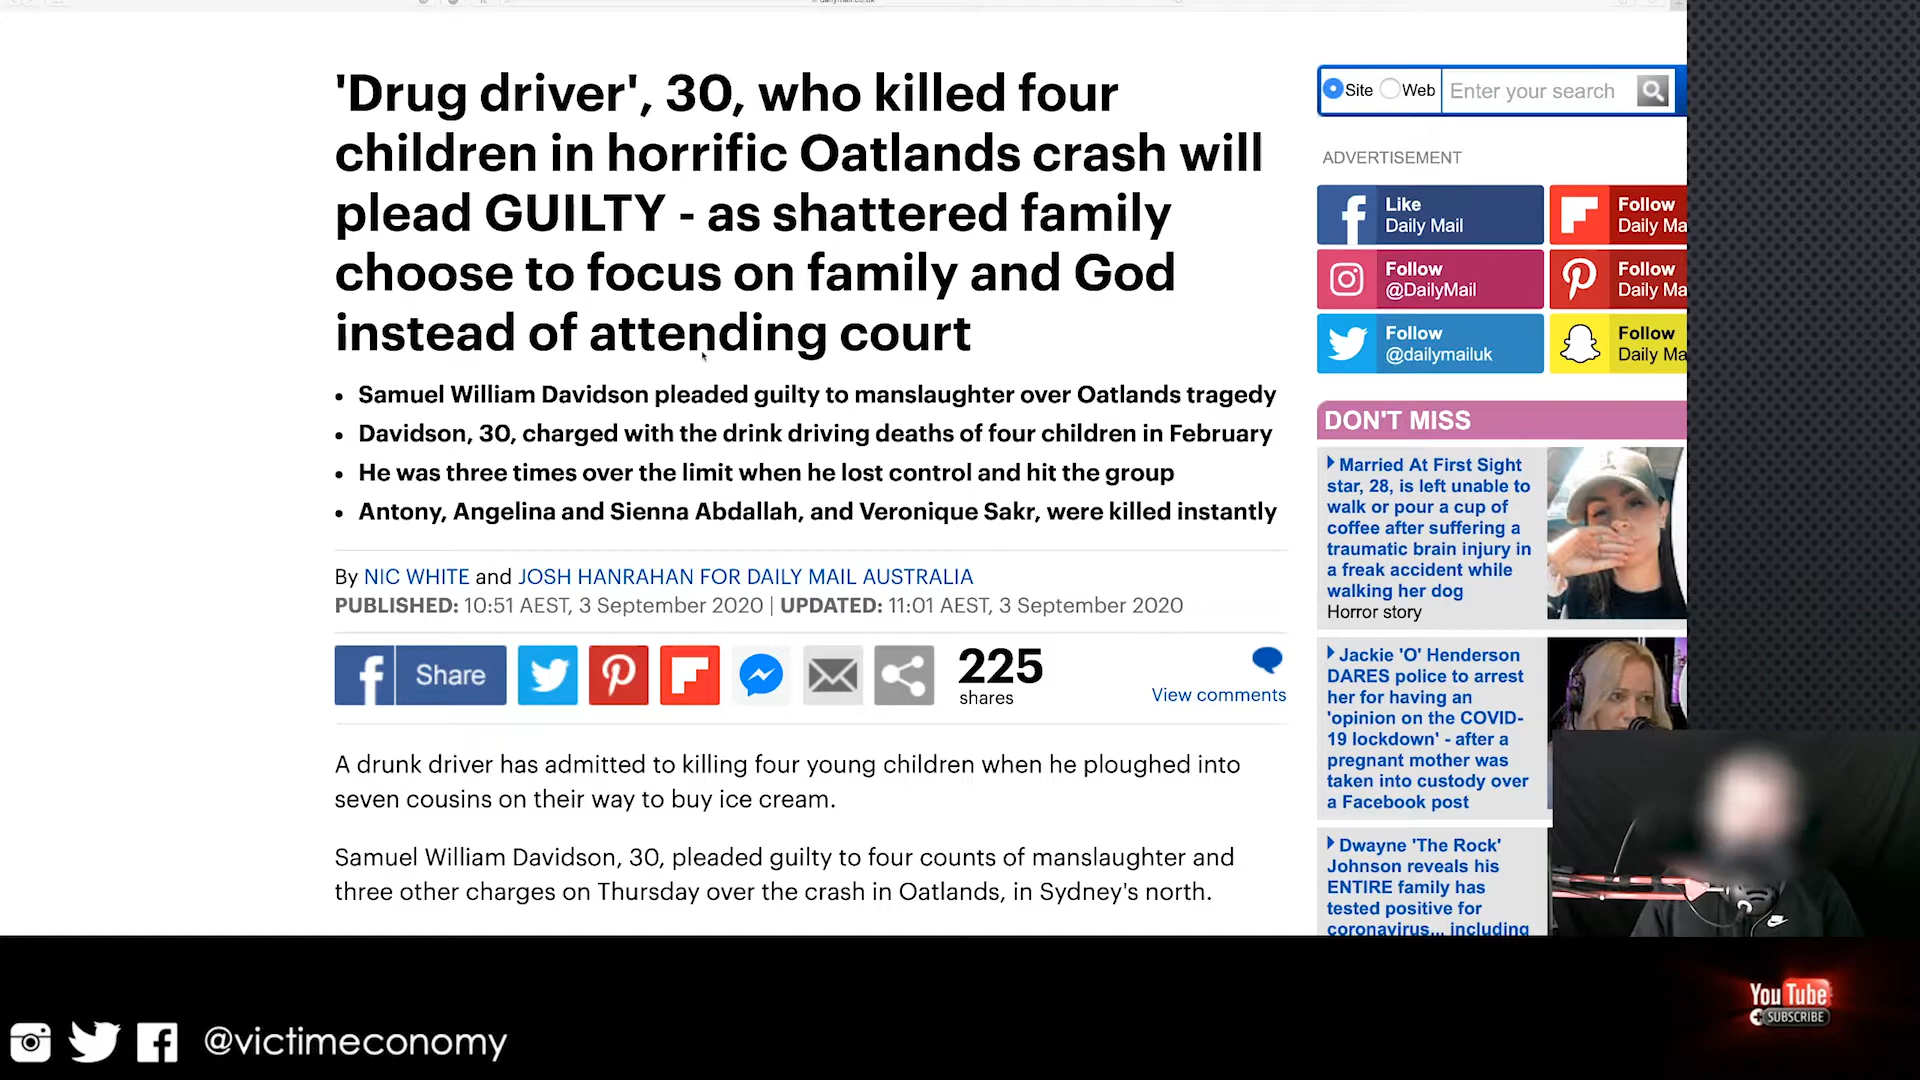 'Drug driver', 30, who killed four
children in horrific Oatlands crash will
plead GUILTY - as shattered family
choose to focus on family and God
instead of attending court
• Samuel William Davidson pleaded guilty to manslaughter over Oatlands tragedy
• Davidson, 30, charged with the drink driving deaths of four children in February
• He was three times over the limit when he lost control and hit the group
• Antony, Angelina and Sienna Abdallah, and Veronique Sakr, were killed instantly
By NIC WHITE and JOSH HANRAHAN FOR DAILY MAIL AUSTRALIA
PUBLISHED: 10:51 AEST, 3 September 2020 | UPDATED: 11:01 AEST, 3 September 2020
Share
225
shares
View comments
A drunk driver has admitted to killing four young children when he ploughed into
seven cousins on their way to buy ice cream.
Samuel William Davidson, 30, pleaded guilty to four counts of manslaughter and
three other charges on Thursday over the crash in Oatlands, in Sydney's north.
Site Web Enter your search
ADVERTISEMENT
Like
Daily Mail
Follow
Daily Ma
Follow
@DailyMail
Follow
Daily Ma
Follow
@dailymailuk
Follow
Daily Ma
DON'T MISS
Married At First Sight
star, 28, is left unable to
walk or pour a cup of
coffee after suffering a
traumatic brain injury in
a freak accident while
walking her dog
Horror story
Jackie 'O' Henderson
DARES police to arrest
her for having an
'opinion on the COVID-
19 lockdown' - after a
pregnant mother was
taken into custody over
a Facebook post
Dwayne 'The Rock'
Johnson reveals his
ENTIRE family has
tested positive for
coronavirus... including
@victimeconomy
YouTube
SUBSCRIBE